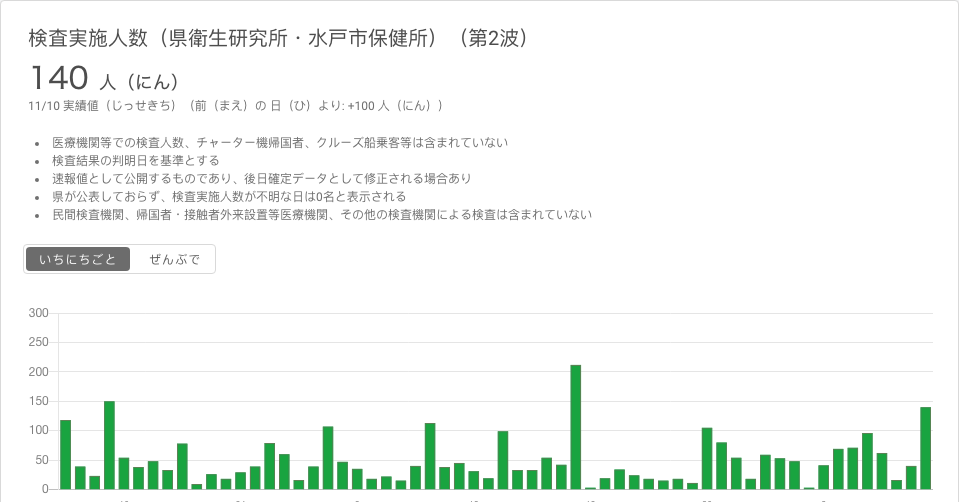 検査実施人数（県衛生研究所・水戸市保健所）（第2波）
140 人（にん）
11/10 実績値（じっせきち）（前（まえ）の 日（ひ）より: +100 人（にん））
• 医療機関等での検査人数、チャーター機帰国者、クルーズ船乗客等は含まれていない
• 検査結果の判明日を基準とする
• 速報値として公開するものであり、後日確定データとして修正される場合あり
• 県が公表しておらず、検査実施人数が不明な日は0名と表示される
• 民間検査機関、帰国者・接触者外来設置等医療機関、その他の検査機関による検査は含まれていない
いちにちごと ぜんぶで
300
250
200
150
100
50
0